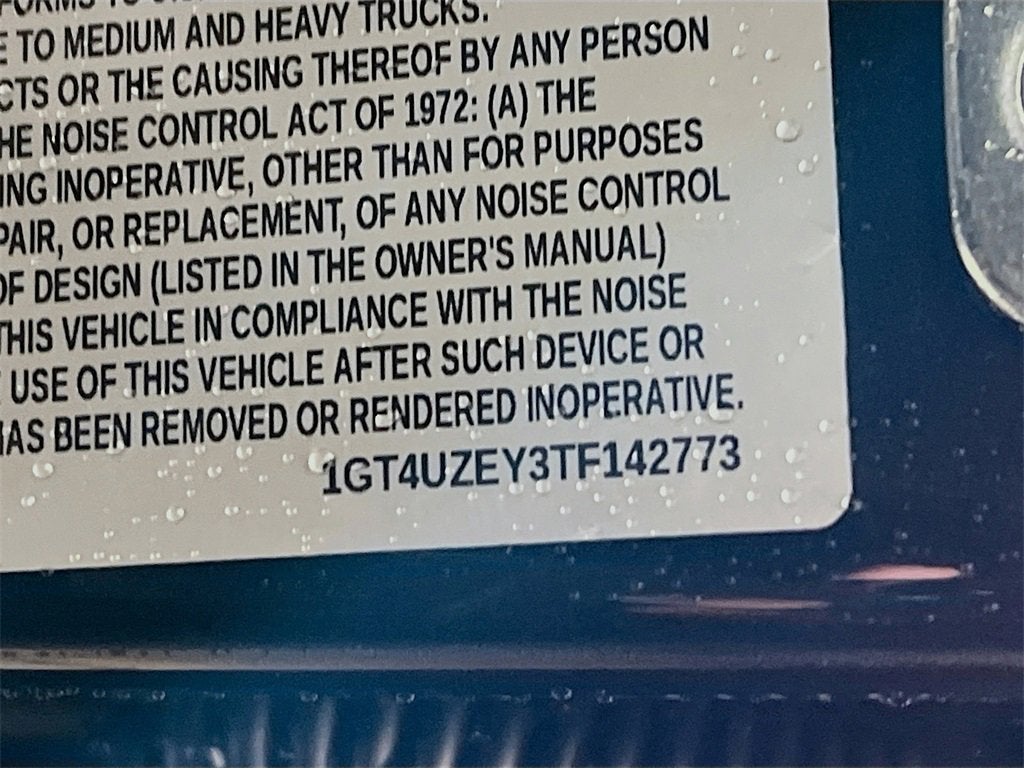 E TO MEDIUM AND HEAVY TRUCKS.
CTS OR THE CAUSING THEREOF BY ANY PERSON
HE NOISE CONTROL ACT OF 1972: (A) THE
ING INOPERATIVE, OTHER THAN FOR PURPOSES
PAIR, OR REPLACEMENT, OF ANY NOISE CONTROL
OF DESIGN (LISTED IN THE OWNER'S MANUAL)
THIS VEHICLE IN COMPLIANCE WITH THE NOISE
USE OF THIS VEHICLE AFTER SUCH DEVICE OR
HAS BEEN REMOVED OR RENDERED INOPERATIVE.
1GT4UZEY3TF142773